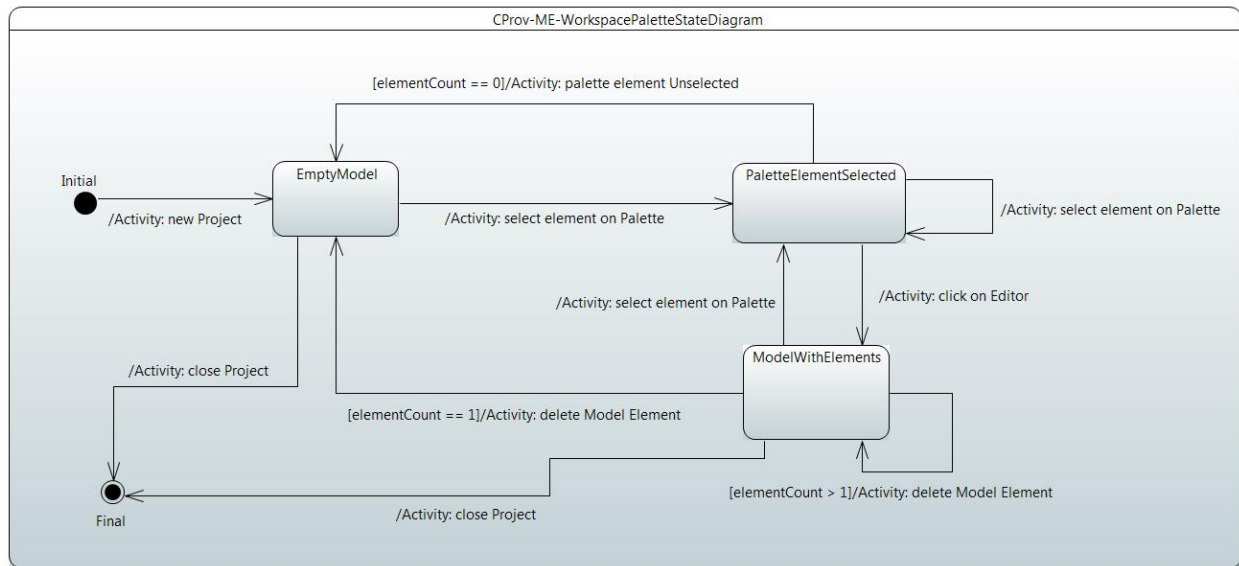 CProv-ME-WorkspacePaletteStateDiagram
[elementCount == 0]/Activity: palette element Unselected
Initial
EmptyModel
PaletteElementSelected
/Activity: new Project
/Activity: select element on Palette
/Activity: select element on Palette
/Activity: select element on Palette
/Activity: click on Editor
ModelWithElements
/Activity: close Project
[elementCount == 1]/Activity: delete Model Element
[elementCount > 1]/Activity: delete Model Element
Final
/Activity: close Project